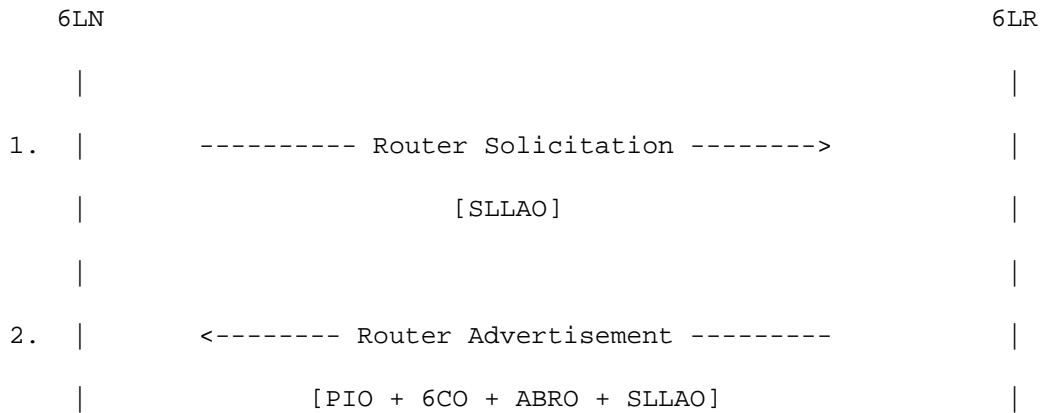 6LN 6LR
| |
1. | ---------- Router Solicitation --------> |
| [SLLAO] |
| |
2. | <-------- Router Advertisement --------- |
| [PIO + 6CO + ABRO + SLLAO] |